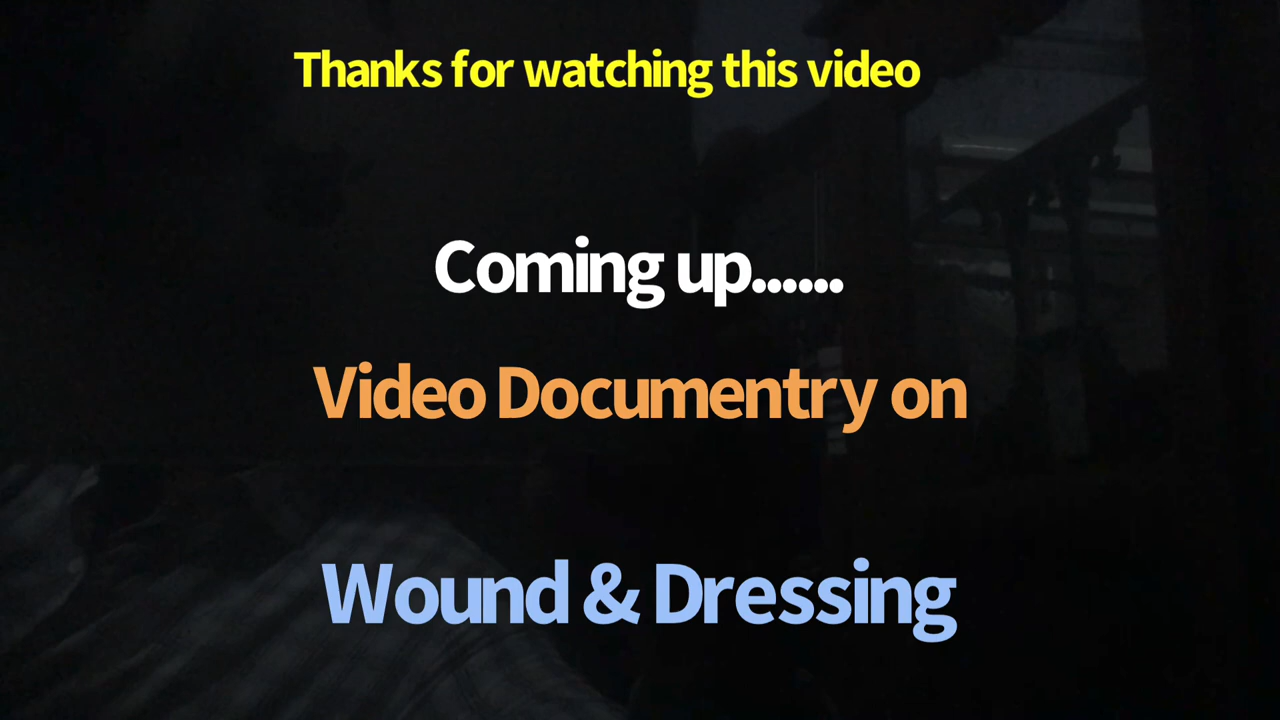 Thanks for watching this video
Coming up......
Video Documentry on
Wound & Dressing